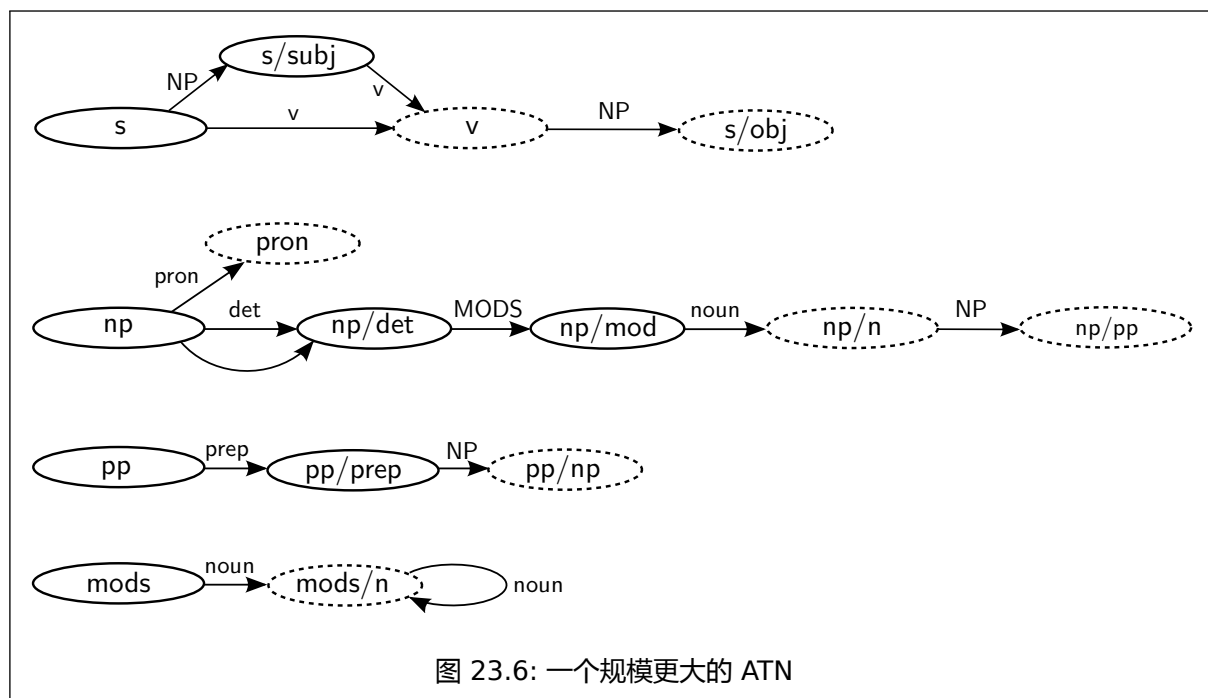 s/subj
NP
v
s
v
v
NP
s/obj
pron
pron
np
det
np/det
MODS
np/mod
noun
np/n
NP
np/pp
pp
prep
pp/prep
NP
pp/np
mods
noun
mods/n
noun
图 23.6: 一个规模更大的 ATN